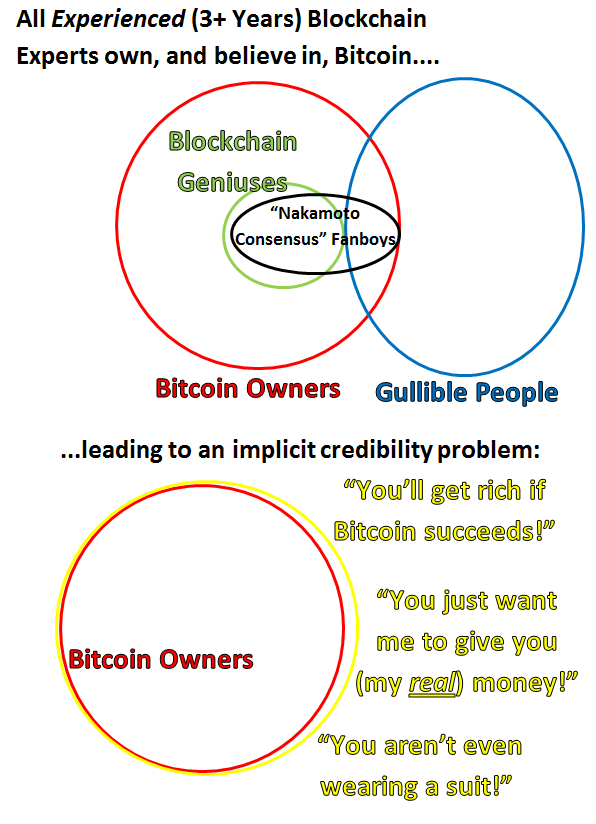 All Experienced (3+ Years) Blockchain
Experts own, and believe in, Bitcoin....
Blockchain
Geniuses
“Nakamoto
Consensus” Fanboys
Bitcoin Owners
Gullible People
...leading to an implicit credibility problem:
“You’ll get rich if
Bitcoin succeeds!”
“You just want
me to give you
(my real) money!”
Bitcoin Owners
“You aren’t even
wearing a suit!”